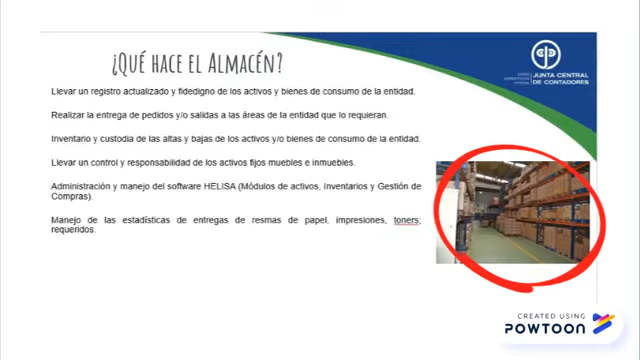 ¿Qué hace el Almacén?
JUNTA CENTRAL
DE CONTADORES
Llevar un registro actualizado y fidedigno de los activos y bienes de consumo de la entidad.
Realizar la entrega de pedidos y/o salidas a las áreas de la entidad que lo requieran.
Inventario y custodia de las altas y bajas de los activos y/o bienes de consumo de la entidad.
Llevar un control y responsabilidad de los activos fijos muebles e inmuebles.
Administración y manejo del software HELISA (Módulos de activos, Inventarios y Gestión de
Compras).
Manejo de las estadísticas de entregas de resmas de papel. impresiones, toners;
requeridos.
CREATED USING
POWTOON